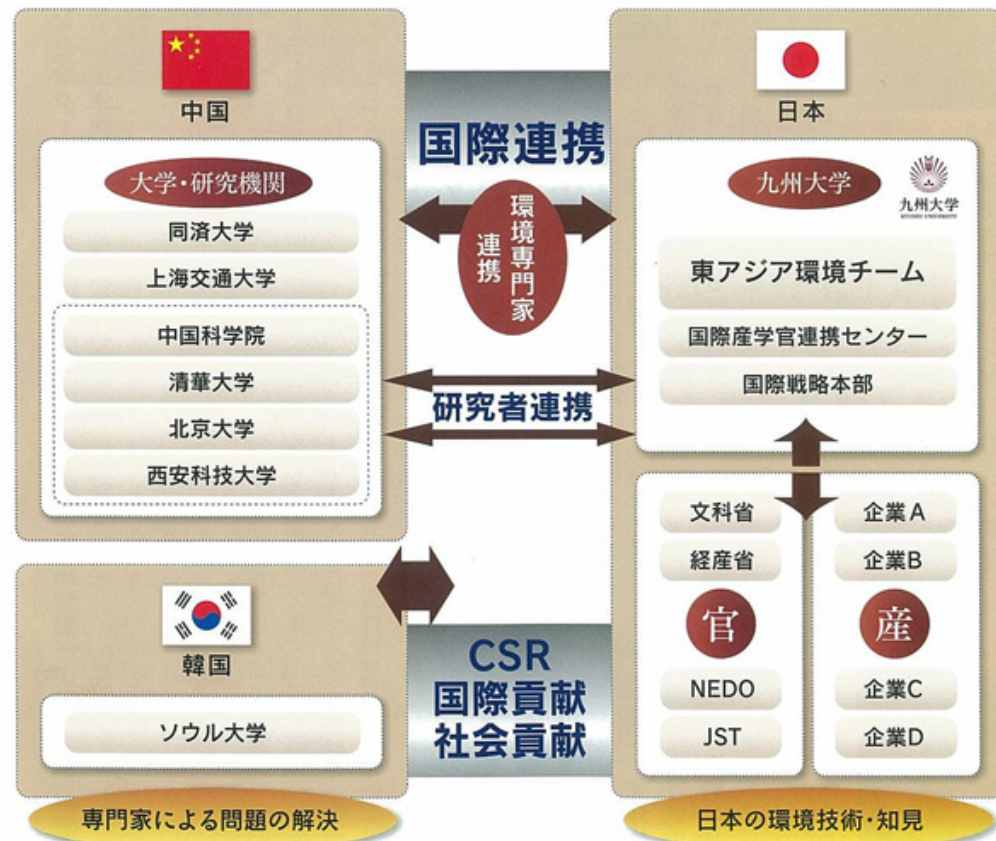 中国
大学・研究機関
同済大学
上海交通大学
中国科学院
清華大学
北京大学
西安科技大学
韓国
ソウル大学
専門家による問題の解決
国際連携
環境専門家
連携
研究者連携
CSR
国際貢献
社会貢献
日本
九州大学
九州大学
KYUSHU UNIVERSITY
東アジア環境チーム
国際産学官連携センター
国際戦略本部
文科省
経産省
官
NEDO
JST
企業A
企業B
産
企業C
企業D
日本の環境技術・知見